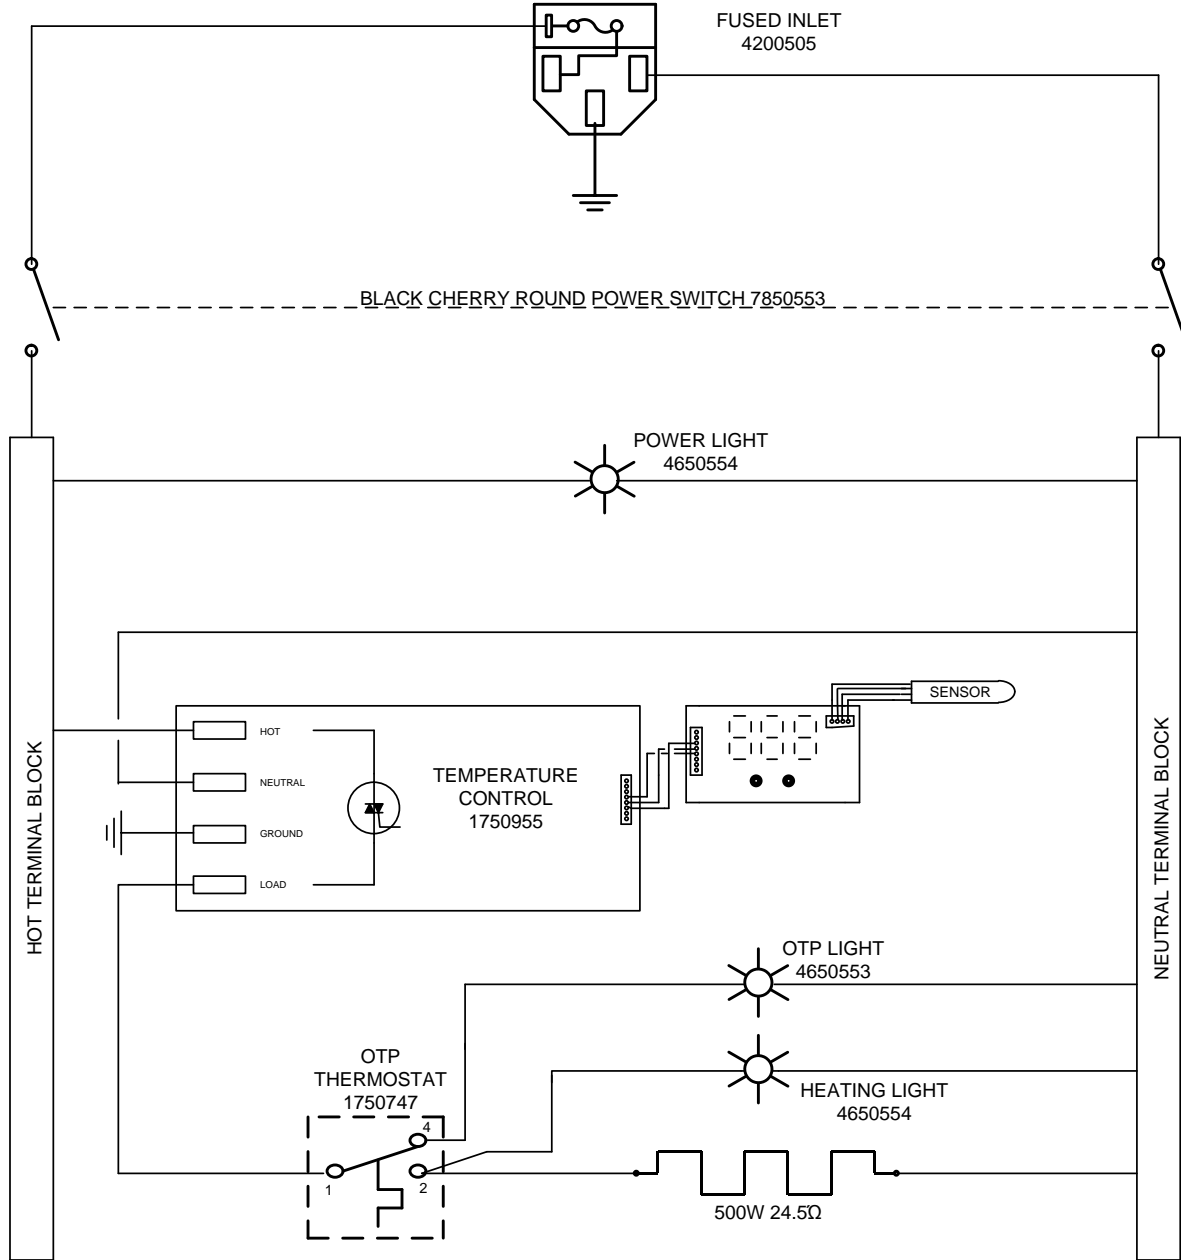 FUSED INLET
4200505
BLACK CHERRY ROUND POWER SWITCH 7850553
POWER LIGHT
4650554
HOT TERMINAL BLOCK
NEUTRAL TERMINAL BLOCK
SENSOR
HOT
NEUTRAL
GROUND
LOAD
TEMPERATURE
CONTROL
1750955
OTP LIGHT
4650553
OTP
THERMOSTAT
1750747
HEATING LIGHT
4650554
4
1
2
500W 24.5Ω